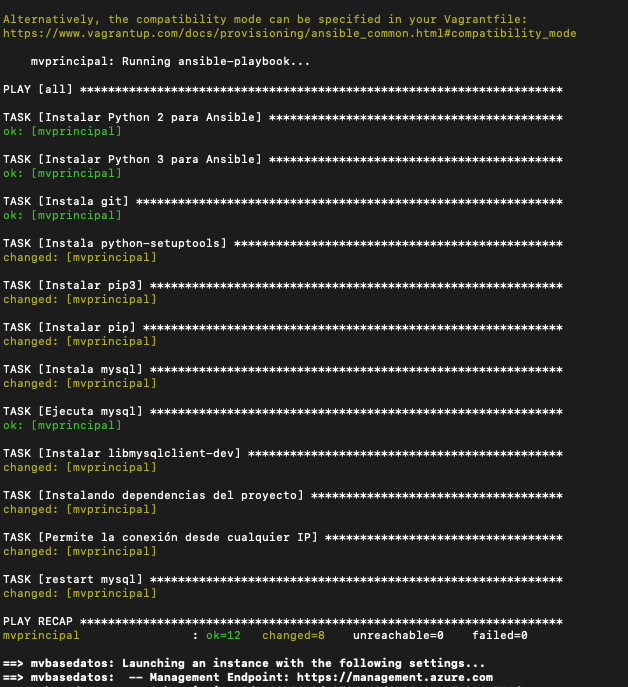 Alternatively, the compatibility mode can be specified in your Vagrantfile:
https://www.vagrantup.com/docs/provisioning/ansible_common.html#compatibility_mode
mvprincipal: Running ansible-playbook...
PLAY [all] *********************************************************************
TASK [Instalar Python 2 para Ansible] ******************************************
ok: [mvprincipal]
TASK [Instalar Python 3 para Ansible] ******************************************
ok: [mvprincipal]
TASK [Instala git] *************************************************************
ok: [mvprincipal]
TASK [Instala python-setuptools] ***********************************************
changed: [mvprincipal]
TASK [Instalar pip3] ***********************************************************
changed: [mvprincipal]
TASK [Instalar pip] ************************************************************
changed: [mvprincipal]
TASK [Instala mysql] ***********************************************************
changed: [mvprincipal]
TASK [Ejecuta mysql] ***********************************************************
ok: [mvprincipal]
TASK [Instalar libmysqlclient-dev] *********************************************
changed: [mvprincipal]
TASK [Instalando dependencias del proyecto] ************************************
changed: [mvprincipal]
TASK [Permite la conexión desde cualquier IP] **********************************
changed: [mvprincipal]
TASK [restart mysql] ***********************************************************
changed: [mvprincipal]
PLAY RECAP *********************************************************************
mvprincipal                : ok=12   changed=8    unreachable=0    failed=0
==> mvbasedatos: Launching an instance with the following settings...
==> mvbasedatos:  -- Management Endpoint: https://management.azure.com